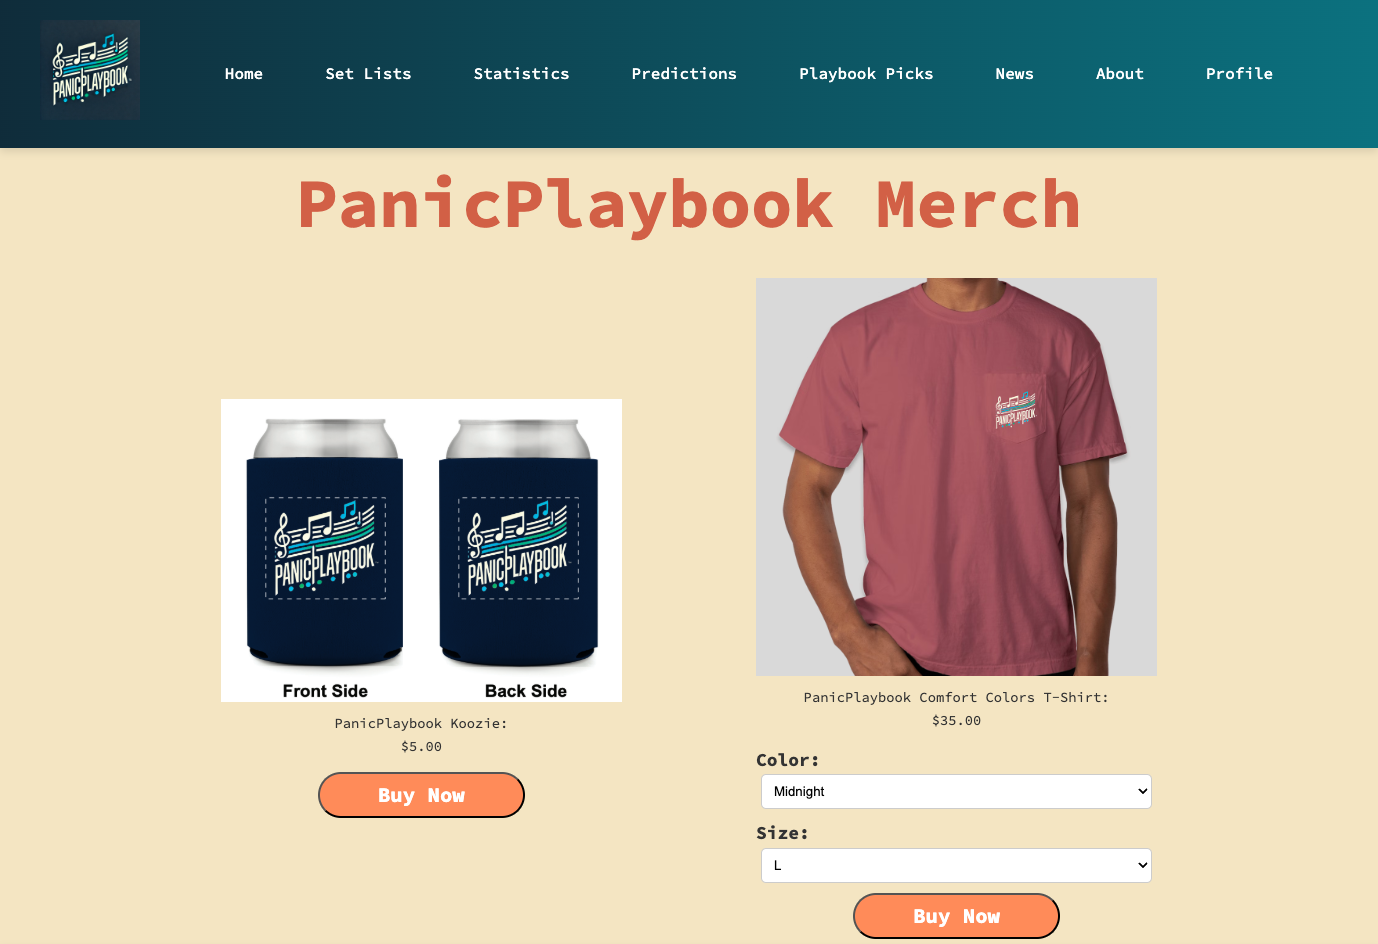 PANICPLAYBOOK
Home Set Lists Statistics Predictions Playbook Picks News About Profile
PanicPlaybook Merch
PANICPLAYBOOK
PANICPLAYBOOK
Front Side Back Side
PanicPlaybook Koozie:
$5.00
Buy Now
PANICPLAYBOOK
PanicPlaybook Comfort Colors T-Shirt:
$35.00
Color:
Midnight
Size:
L
Buy Now